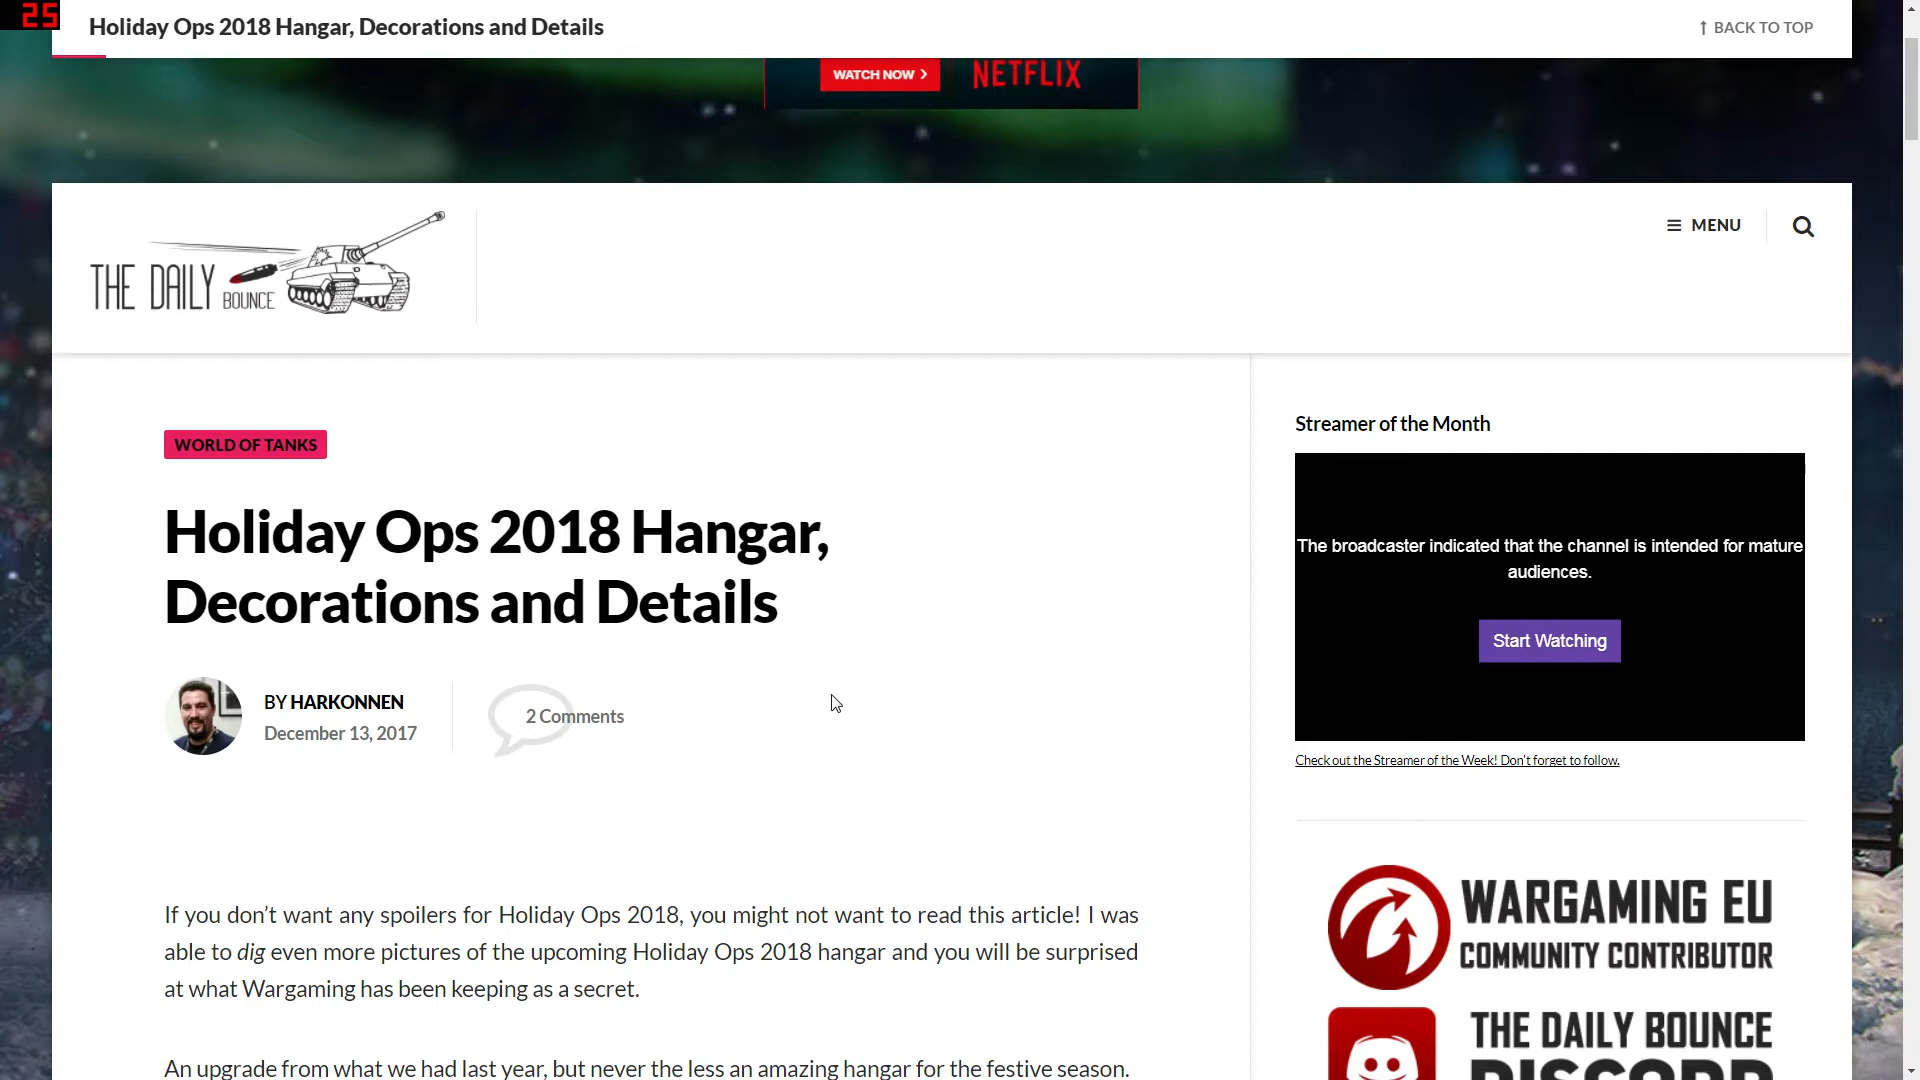 25
Holiday Ops 2018 Hangar, Decorations and Details
↑ BACK TO TOP
WATCH NOW >
NETFLIX
THE DAILY BOUNCE
≡ MENU
WORLD OF TANKS
Holiday Ops 2018 Hangar,
Decorations and Details
BY HARKONNEN
December 13, 2017
2 Comments
If you don’t want any spoilers for Holiday Ops 2018, you might not want to read this article! I was
able to dig even more pictures of the upcoming Holiday Ops 2018 hangar and you will be surprised
at what Wargaming has been keeping as a secret.
An upgrade from what we had last year, but never the less an amazing hangar for the festive season.
Streamer of the Month
The broadcaster indicated that the channel is intended for mature
audiences.
Start Watching
Check out the Streamer of the Week! Don't forget to follow.
WARGAMING EU
COMMUNITY CONTRIBUTOR
THE DAILY BOUNCE
DISCORD